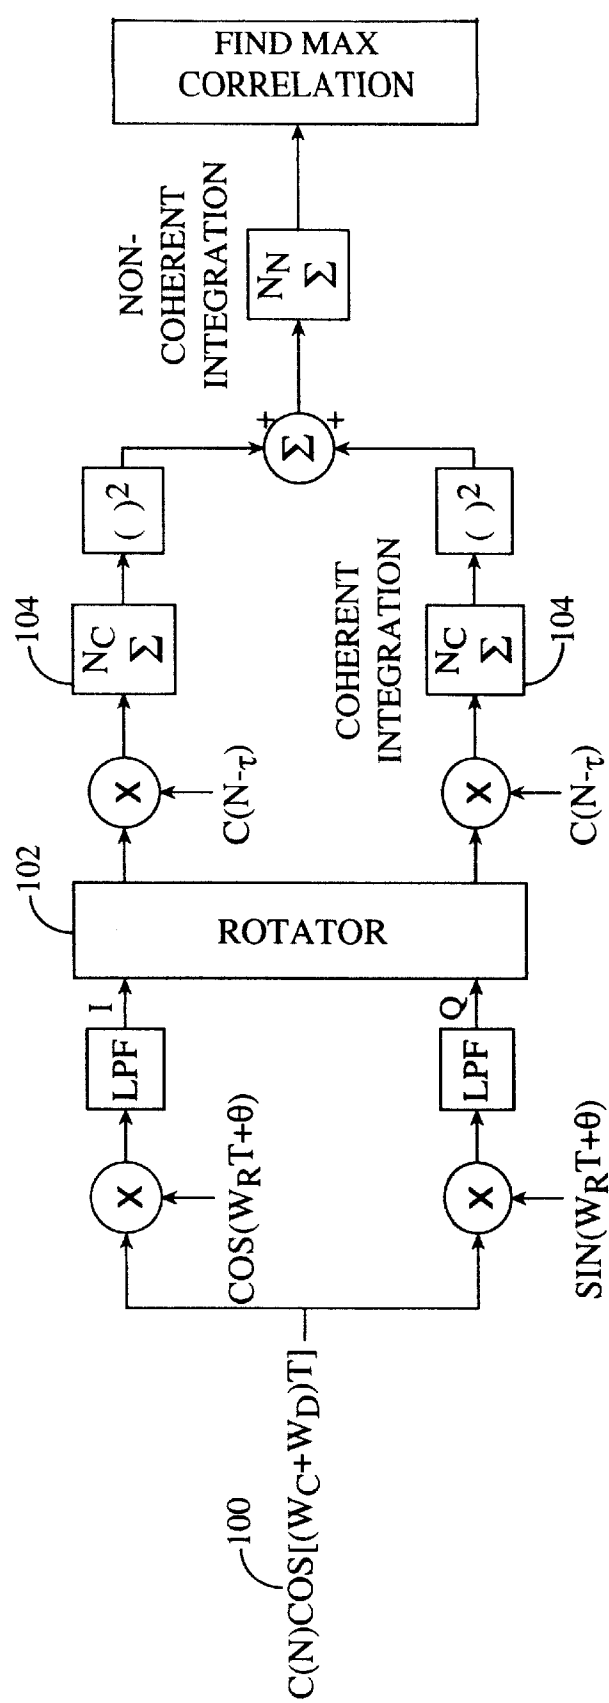 100
C(N)COS[(W_C+W_D)T]
X
COS(W_RT+θ)
LPF
I
X
SIN(W_RT+θ)
LPF
Q
102
ROTATOR
X
C(N-τ)
X
C(N-τ)
104
N_C
Σ
COHERENT
INTEGRATION
N_C
Σ
104
( )²
( )²
+
Σ
+
NON-
COHERENT
INTEGRATION
N_N
Σ
FIND MAX
CORRELATION